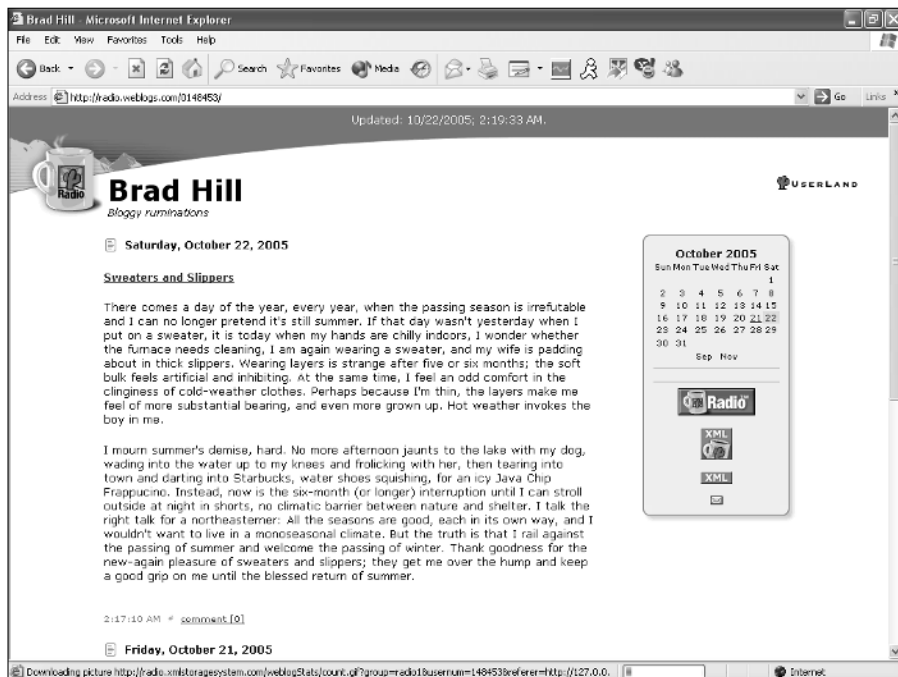 Brad Hill - Microsoft Internet Explorer
File Edit View Favorites Tools Help
Back Search Favorites Media
Address http://radio.weblogs.com/0148453/ Go Links
Updated: 10/22/2005; 2:19:33 AM.
Radio
Brad Hill
Bloggy ruminations
USERLAND
Saturday, October 22, 2005
Sweaters and Slippers
There comes a day of the year, every year, when the passing season is irrefutable
and I can no longer pretend it's still summer. If that day wasn't yesterday when I
put on a sweater, it is today when my hands are chilly indoors, I wonder whether
the furnace needs cleaning, I am again wearing a sweater, and my wife is padding
about in thick slippers. Wearing layers is strange after five or six months; the soft
bulk feels artificial and inhibiting. At the same time, I feel an odd comfort in the
clinginess of cold-weather clothes. Perhaps because I'm thin, the layers make me
feel of more substantial bearing, and even more grown up. Hot weather invokes the
boy in me.
I mourn summer's demise, hard. No more afternoon jaunts to the lake with my dog,
wading into the water up to my knees and frolicking with her, then tearing into
town and darting into Starbucks, water shoes squishing, for an icy Java Chip
Frappucino. Instead, now is the six-month (or longer) interruption until I can stroll
outside at night in shorts, no climatic barrier between nature and shelter. I talk the
right talk for a northeasterner: All the seasons are good, each in its own way, and I
wouldn't want to live in a monoseasonal climate. But the truth is that I rail against
the passing of summer and welcome the passing of winter. Thank goodness for the
new-again pleasure of sweaters and slippers; they get me over the hump and keep
a good grip on me until the blessed return of summer.
2:17:10 AM # comment [0]
Friday, October 21, 2005
October 2005
Sun Mon Tue Wed Thu Fri Sat
1
2 3 4 5 6 7 8
9 10 11 12 13 14 15
16 17 18 19 20 21 22
23 24 25 26 27 28 29
30 31
Sep Nov
Radio
XML
XML
Downloading picture http://radio.xmlstoragesystem.com/weblogStats/count.gif?group=radio1&usernum=148453&referer=http://127.0.0. Internet